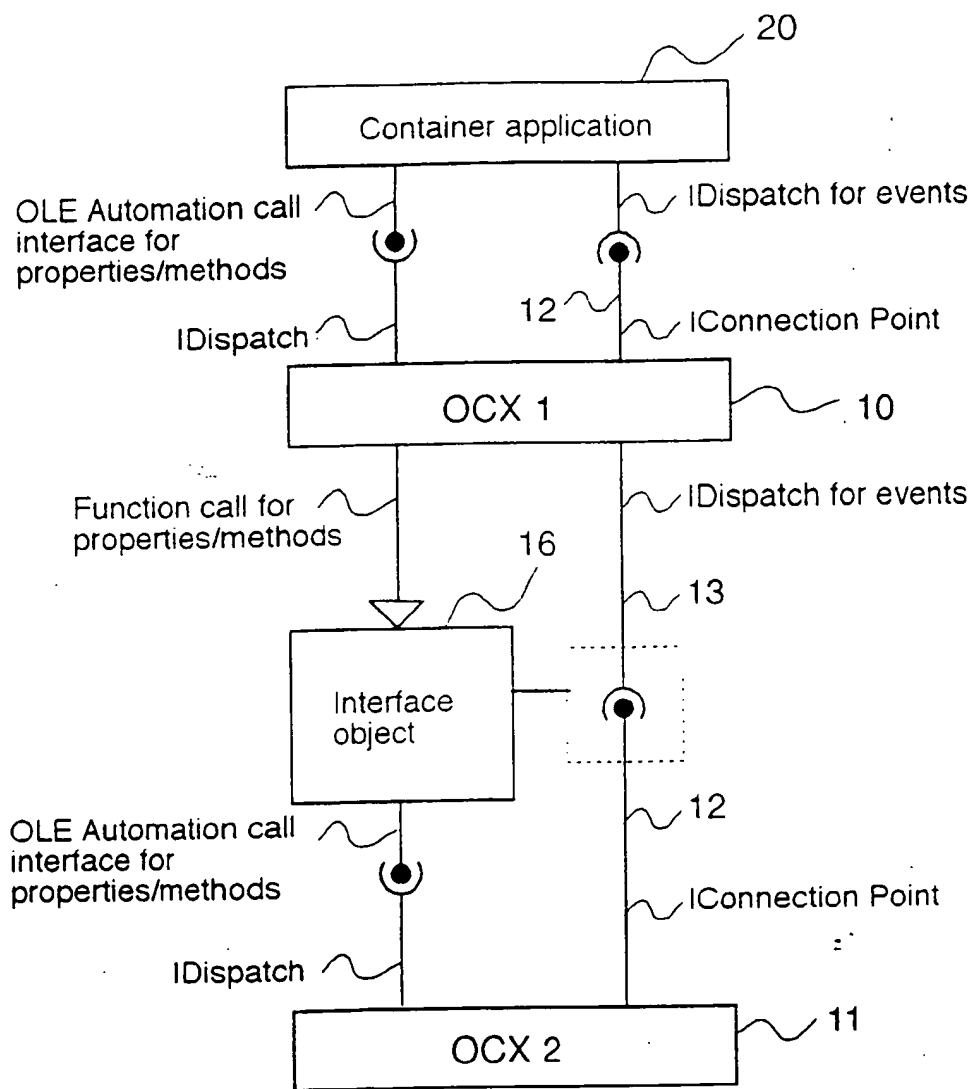 20
Container application
OLE Automation call
interface for
properties/methods
IDispatch for events
12
IDispatch
IConnection Point
OCX 1
10
Function call for
properties/methods
IDispatch for events
16
13
Interface
object
12
OLE Automation call
interface for
properties/methods
IConnection Point
IDispatch
OCX 2
11